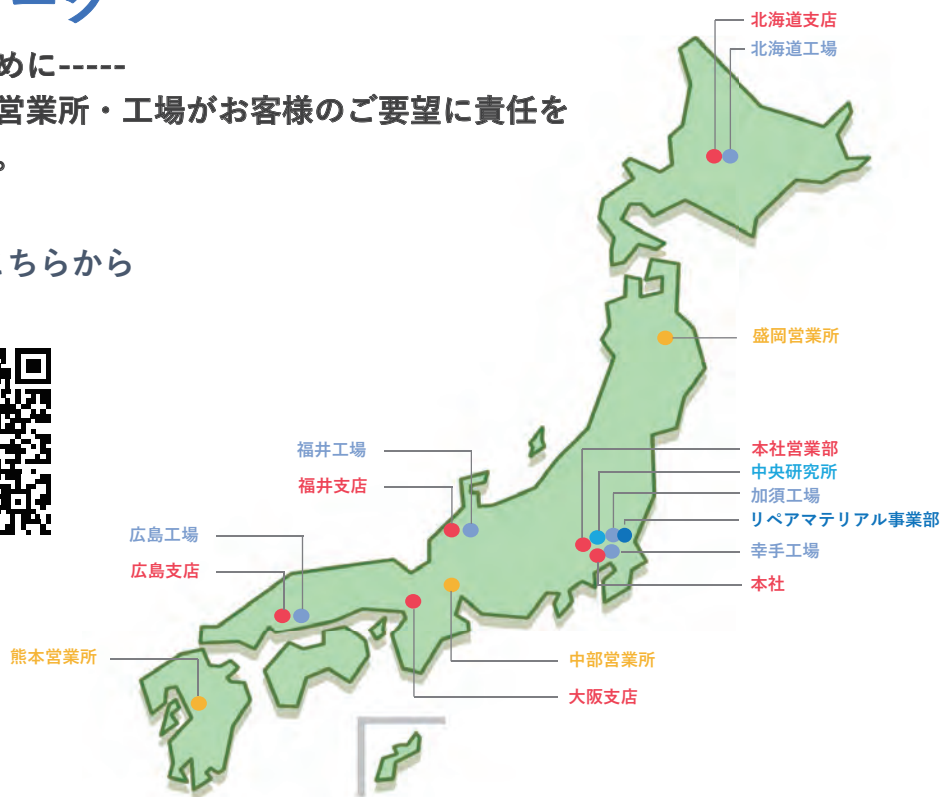 ーク
めに-----
営業所・工場がお客様のご要望に責任を
。
こちらから
北海道支店
北海道工場
盛岡営業所
福井工場
福井支店
広島工場
広島支店
熊本営業所
本社営業部
中央研究所
加須工場
リペアマテリアル事業部
幸手工場
本社
中部営業所
大阪支店